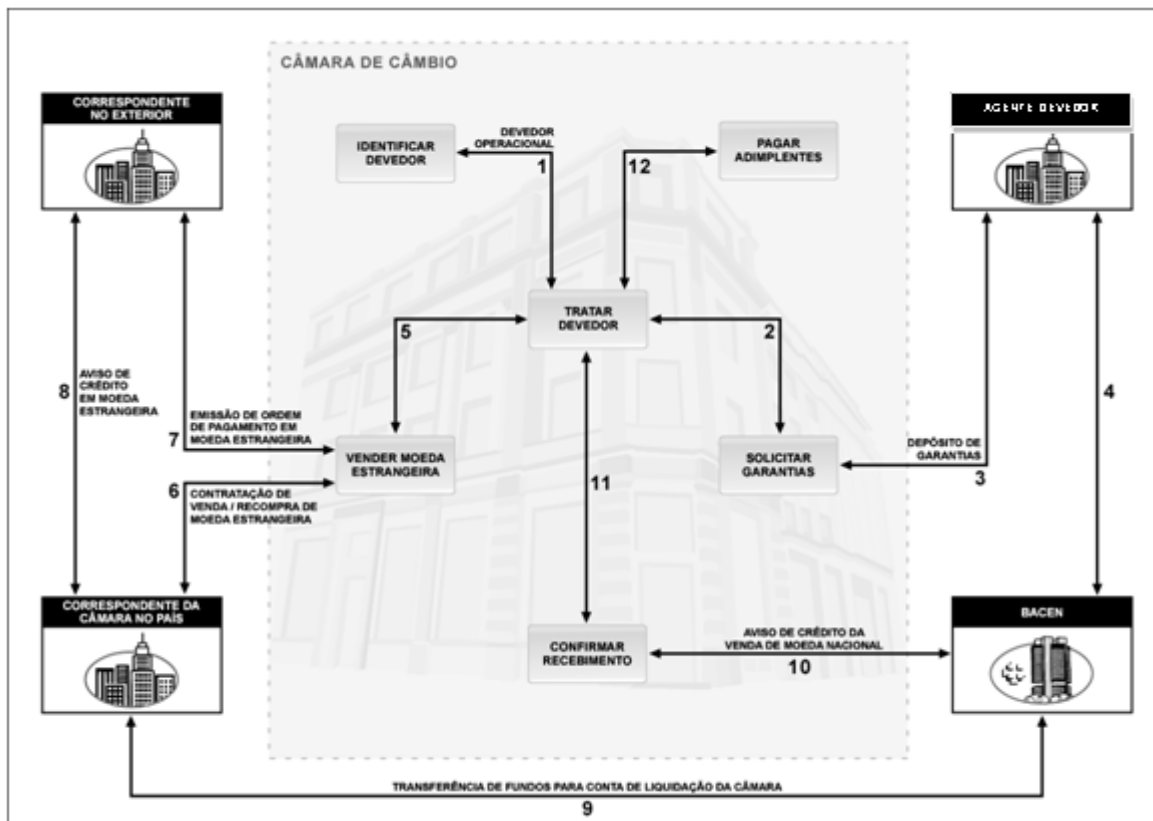 CÂMARA DE CÂMBIO
CORRESPONDENTE
NO EXTERIOR
AGENTE DEVEDOR
IDENTIFICAR
DEVEDOR
DEVEDOR
OPERACIONAL
1
12
PAGAR
ADIMPLENTES
TRATAR
DEVEDOR
5
2
8
AVISO DE
CRÉDITO
EM MOEDA
ESTRANGEIRA
4
7
EMISSÃO DE ORDEM
DE PAGAMENTO EM
MOEDA ESTRANGEIRA
VENDER MOEDA
ESTRANGEIRA
SOLICITAR
GARANTIAS
DEPÓSITO DE
GARANTIAS
3
6
CONTRATAÇÃO DE
VENDA / RECOMPRA DE
MOEDA ESTRANGEIRA
11
CORRESPONDENTE DA
CÂMARA NO PAÍS
CONFIRMAR
RECEBIMENTO
AVISO DE CRÉDITO DA
VENDA DE MOEDA NACIONAL
10
BACEN
TRANSFERÊNCIA DE FUNDOS PARA CONTA DE LIQUIDAÇÃO DA CÂMARA
9